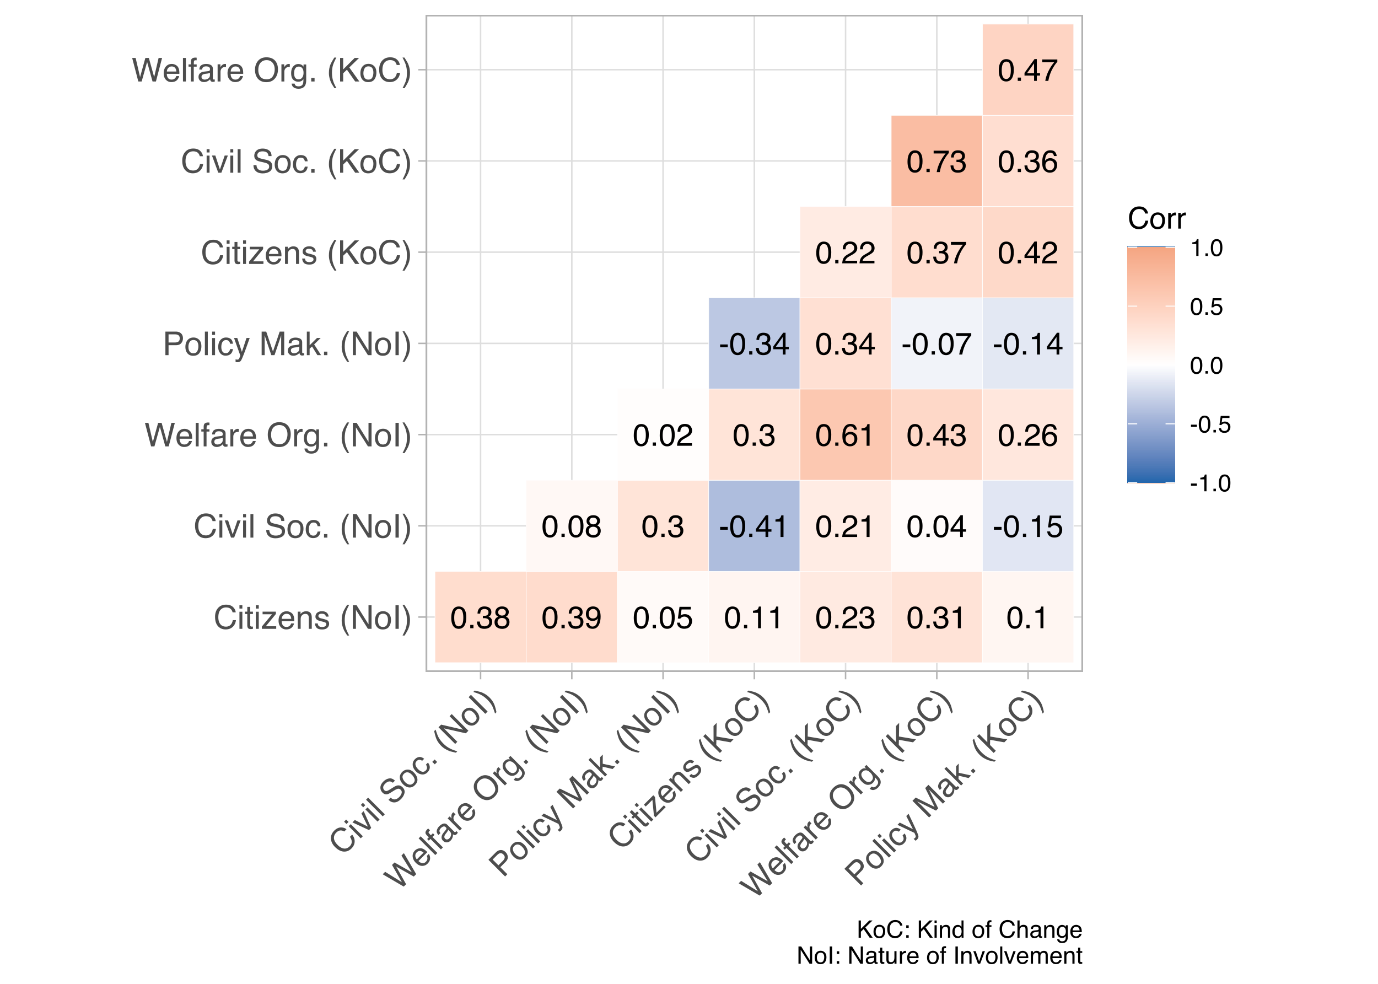 Welfare Org. (KoC) 0.47
Civil Soc. (KoC) 0.73 0.36
Citizens (KoC) 0.22 0.37 0.42
Policy Mak. (NoI) -0.34 0.34 -0.07 -0.14
Welfare Org. (NoI) 0.02 0.3 0.61 0.43 0.26
Civil Soc. (NoI) 0.08 0.3 -0.41 0.21 0.04 -0.15
Citizens (NoI) 0.38 0.39 0.05 0.11 0.23 0.31 0.1
Civil Soc. (NoI)
Welfare Org. (NoI)
Policy Mak. (NoI)
Citizens (KoC)
Civil Soc. (KoC)
Welfare Org. (KoC)
Policy Mak. (KoC)
Corr
1.0
0.5
0.0
-0.5
-1.0
KoC: Kind of Change
NoI: Nature of Involvement